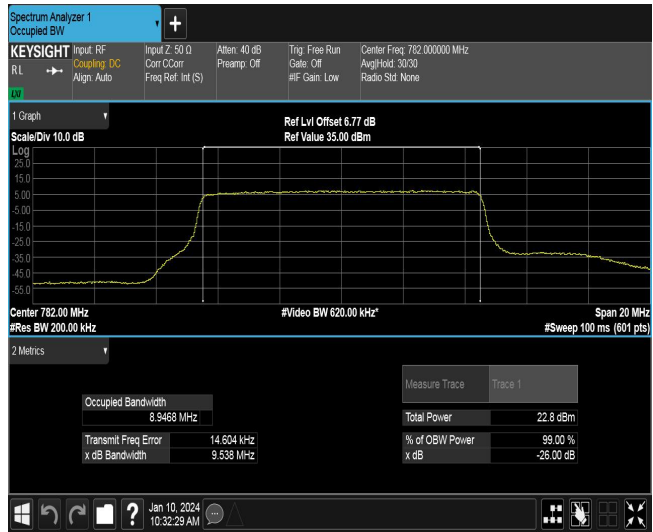 Spectrum Analyzer 1
Occupied BW
+
KEYSIGHT
RL
LXI
Input: RF
Coupling: DC
Align: Auto
Input Z: 50 Ω
Corr CCorr
Freq Ref: Int (S)
Atten: 40 dB
Preamp: Off
Trig: Free Run
Gate: Off
#IF Gain: Low
Center Freq: 782.000000 MHz
Avg|Hold: 30/30
Radio Std: None
1 Graph
Scale/Div 10.0 dB
Ref Lvl Offset 6.77 dB
Ref Value 35.00 dBm
Log
25.0
15.0
5.00
-5.00
-15.0
-25.0
-35.0
-45.0
-55.0
Center 782.00 MHz
#Res BW 200.00 kHz
#Video BW 620.00 kHz*
Span 20 MHz
#Sweep 100 ms (601 pts)
2 Metrics
Occupied Bandwidth
8.9468 MHz
Transmit Freq Error 14.604 kHz
x dB Bandwidth 9.538 MHz
Measure Trace Trace 1
Total Power 22.8 dBm
% of OBW Power 99.00 %
x dB -26.00 dB
?
Jan 10, 2024
10:32:29 AM